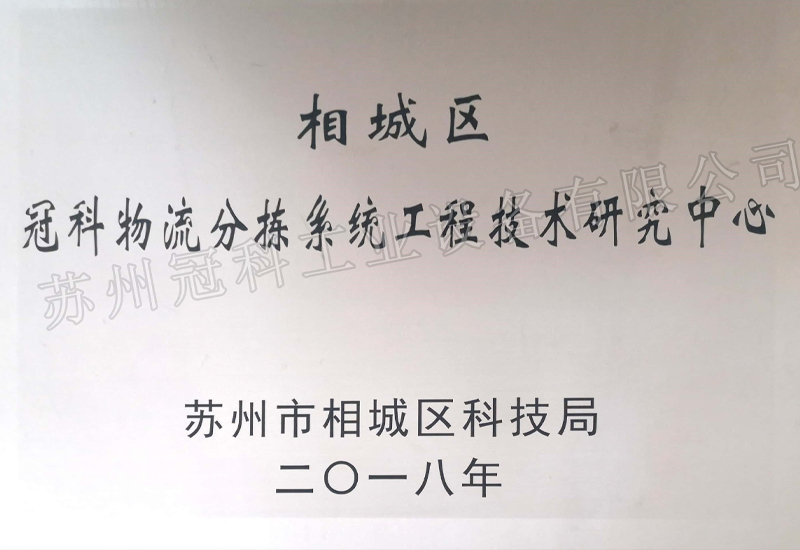 相城区
冠科物流分拣系统工程技术研究中心
苏州冠科工业设备有限公司
苏州市相城区科技局
二〇一八年